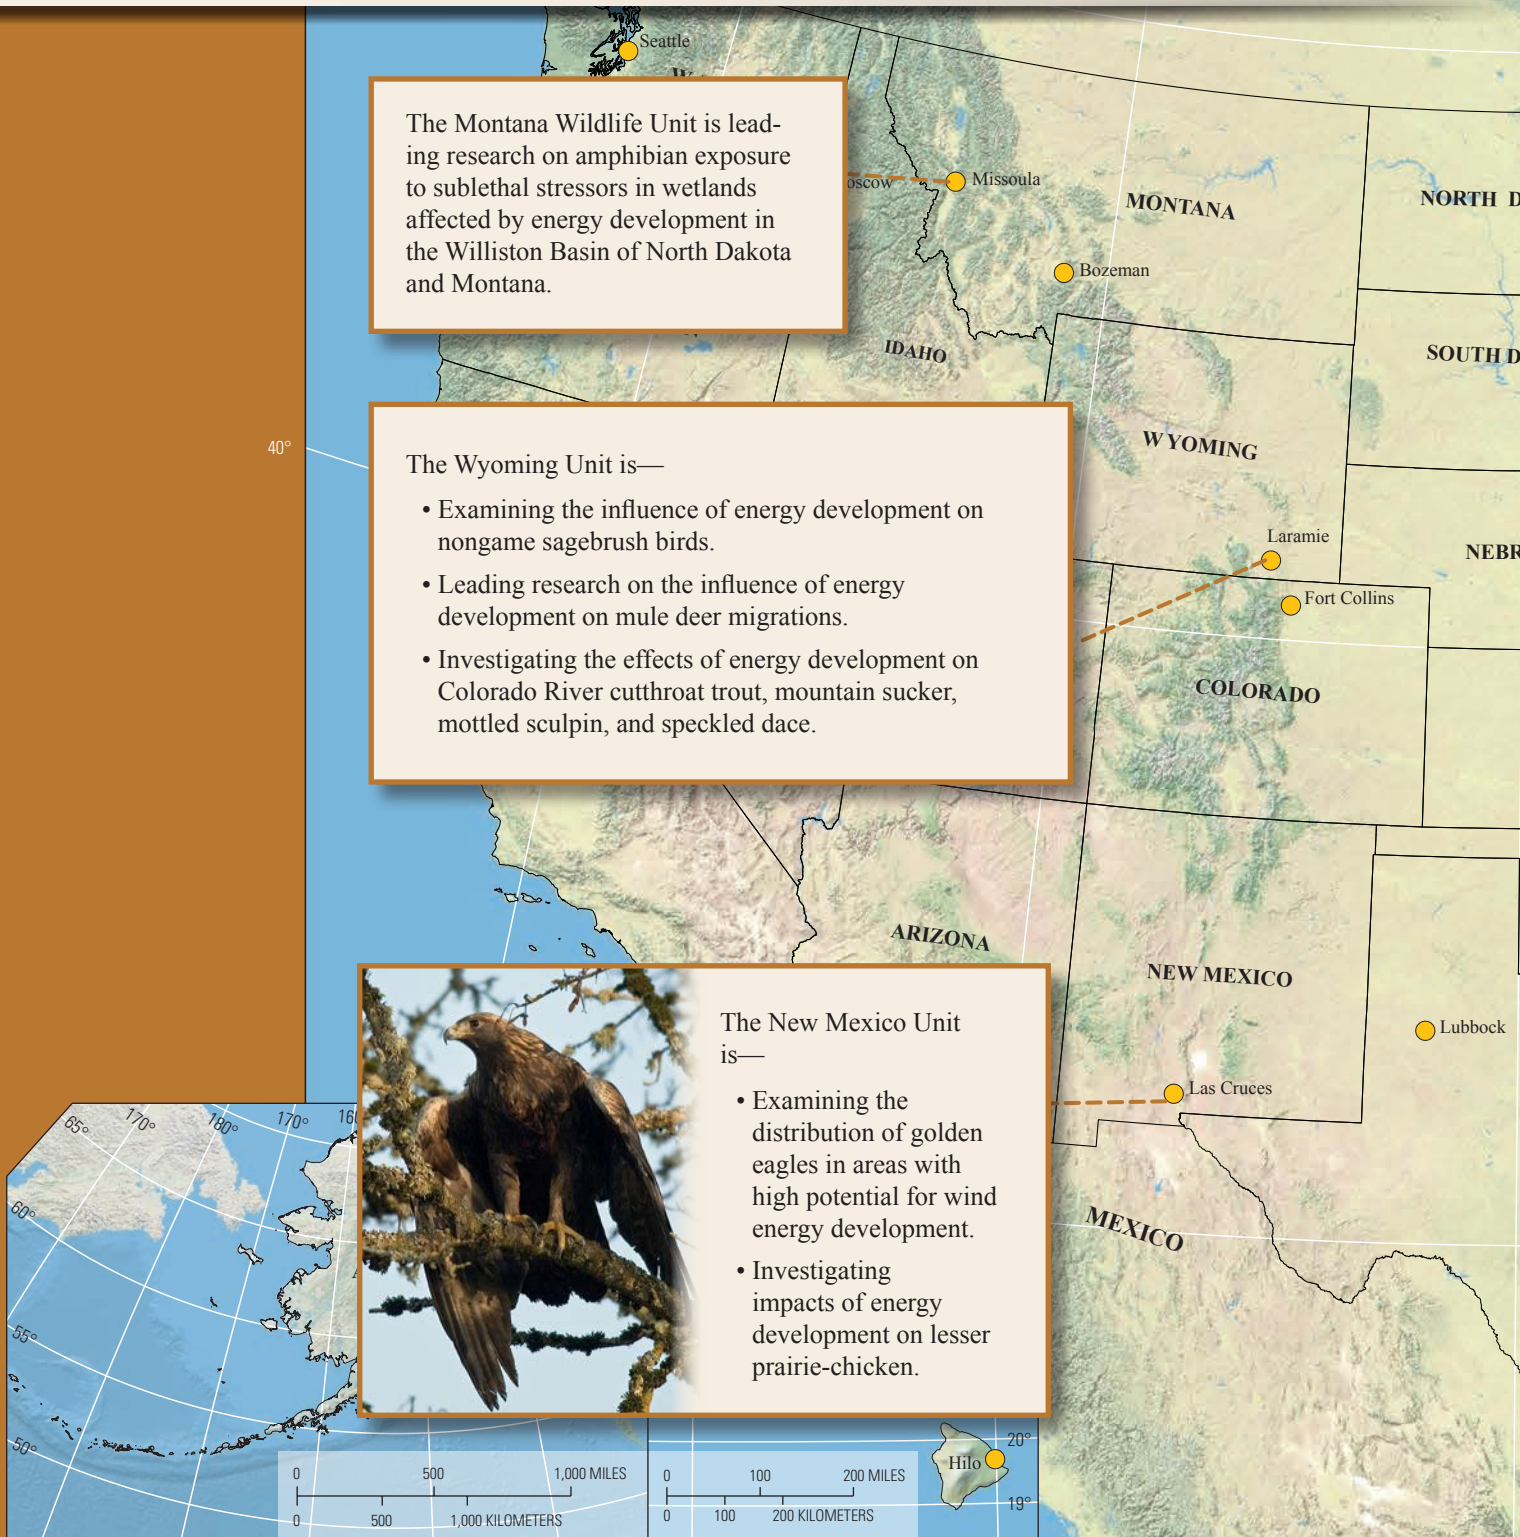 Seattle
The Montana Wildlife Unit is lead-
ing research on amphibian exposure
to sublethal stressors in wetlands
affected by energy development in
the Williston Basin of North Dakota
and Montana.
oscow
Missoula
MONTANA
NORTH D
Bozeman
IDAHO
SOUTH D
40°
The Wyoming Unit is—
• Examining the influence of energy development on
nongame sagebrush birds.
• Leading research on the influence of energy
development on mule deer migrations.
• Investigating the effects of energy development on
Colorado River cutthroat trout, mountain sucker,
mottled sculpin, and speckled dace.
WYOMING
Laramie
NEBR
Fort Collins
COLORADO
ARIZONA
NEW MEXICO
Lubbock
Las Cruces
MEXICO
The New Mexico Unit
is—
• Examining the
distribution of golden
eagles in areas with
high potential for wind
energy development.
• Investigating
impacts of energy
development on lesser
prairie-chicken.
65°
170°
180°
170°
16
60°
55°
50°
0 500 1,000 MILES
0 500 1,000 KILOMETERS
0 100 200 MILES
0 100 200 KILOMETERS
Hilo
20°
19°